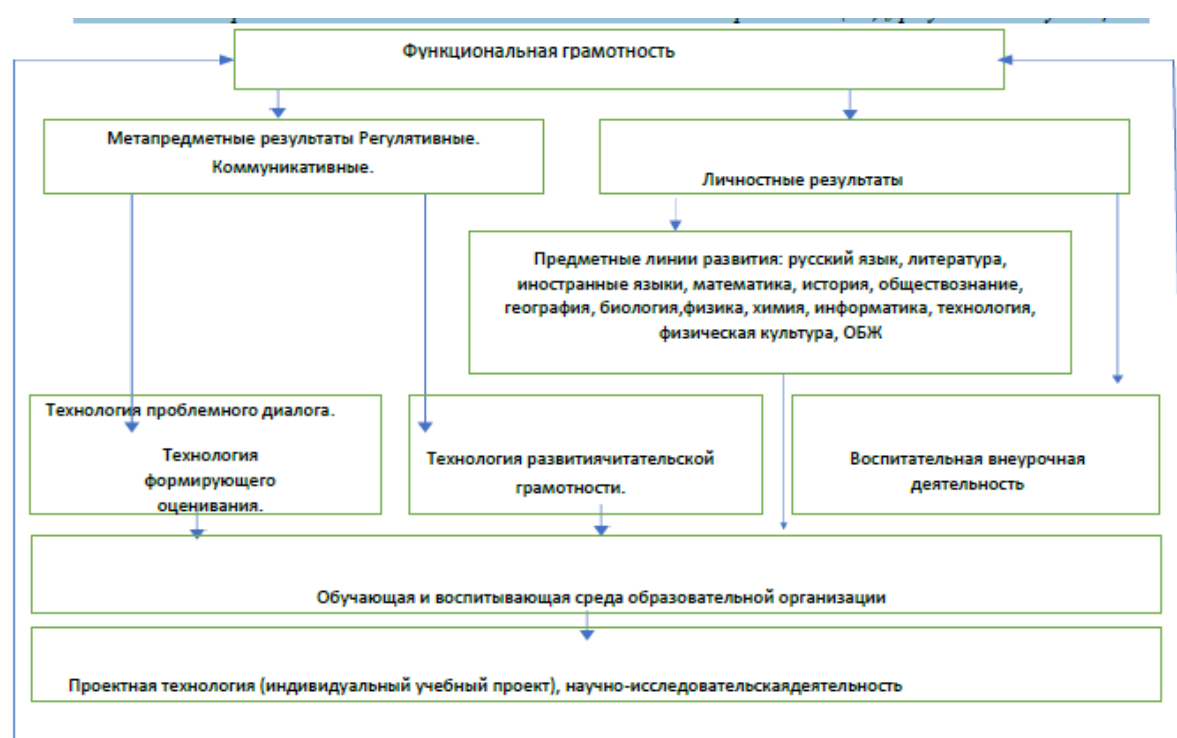 Функциональная грамотность
Метапредметные результаты Регулятивные.
Коммуникативные.
Личностные результаты
Предметные линии развития: русский язык, литература,
иностранные языки, математика, история, обществознание,
география, биология,физика, химия, информатика, технология,
физическая культура, ОБЖ
Технология проблемного диалога.
Технология
формирующего
оценивания.
Технология развитиячитательской
грамотности.
Воспитательная внеурочная
деятельность
Обучающая и воспитывающая среда образовательной организации
Проектная технология (индивидуальный учебный проект), научно-исследовательскаядеятельность